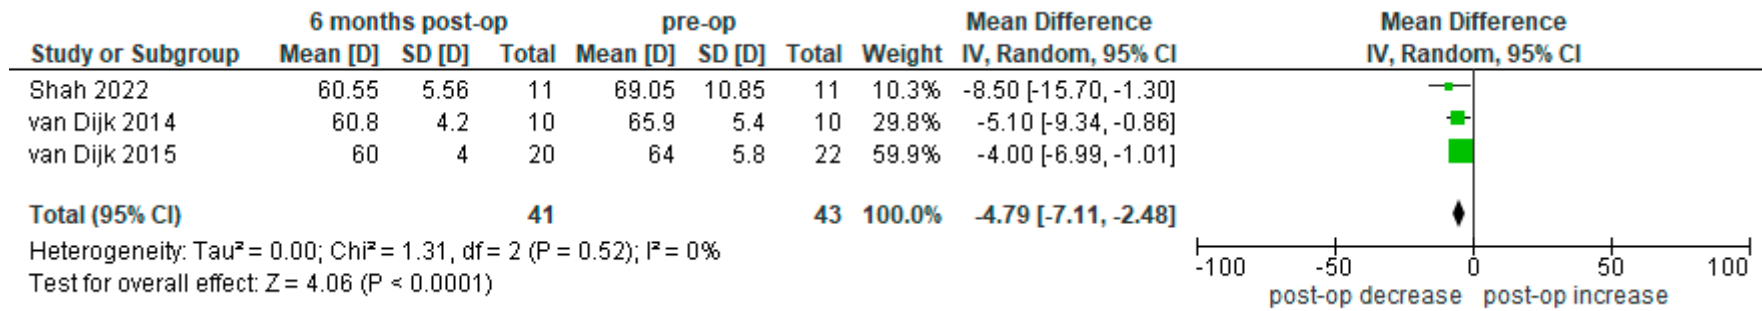 6 months post-op pre-op Mean Difference Mean Difference
Study or Subgroup Mean [D] SD [D] Total Mean [D] SD [D] Total Weight IV, Random, 95% CI IV, Random, 95% CI
Shah 2022 60.55 5.56 11 69.05 10.85 11 10.3% -8.50 [-15.70, -1.30]
van Dijk 2014 60.8 4.2 10 65.9 5.4 10 29.8% -5.10 [-9.34, -0.86]
van Dijk 2015 60 4 20 64 5.8 22 59.9% -4.00 [-6.99, -1.01]
Total (95% CI) 41 43 100.0% -4.79 [-7.11, -2.48]
Heterogeneity: Tau² = 0.00; Chi² = 1.31, df = 2 (P = 0.52); I² = 0%
Test for overall effect: Z = 4.06 (P < 0.0001)
-100 -50 0 50 100
post-op decrease post-op increase